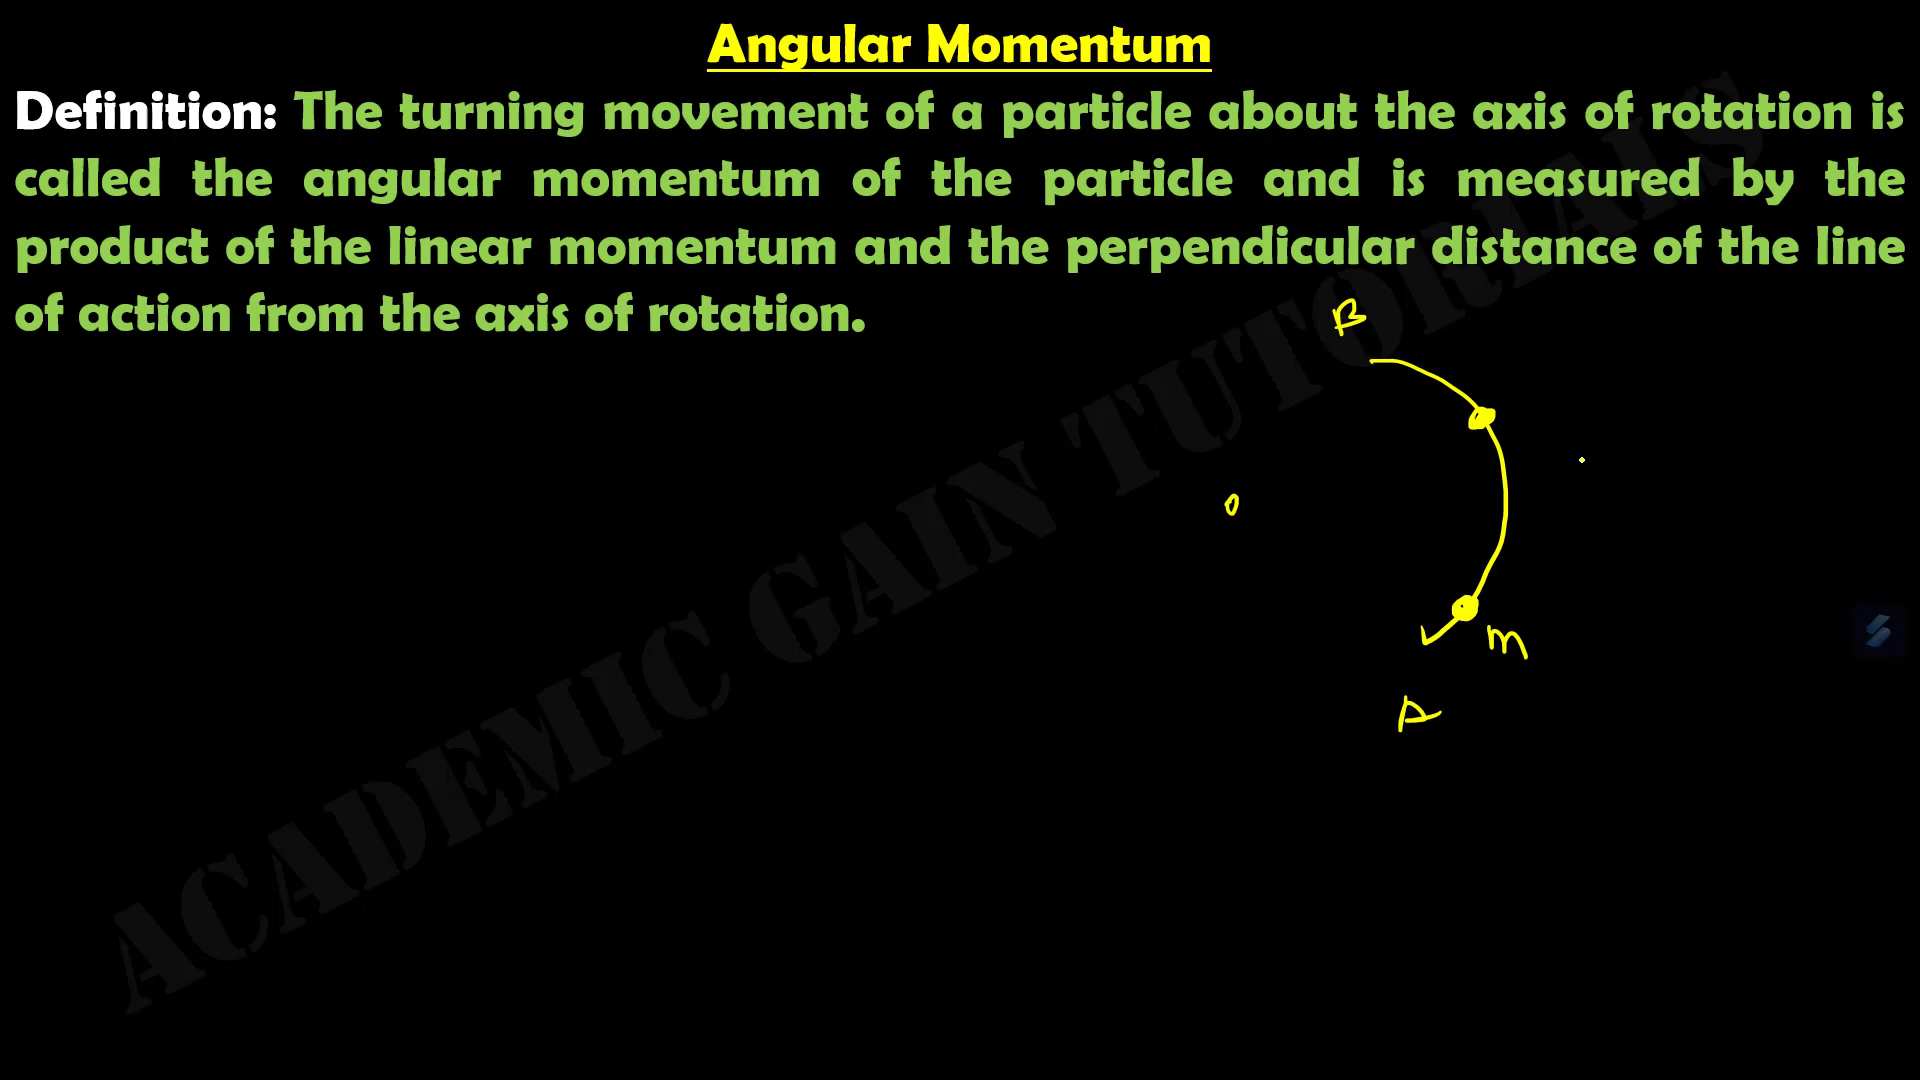 Angular Momentum
Definition: The turning movement of a particle about the axis of rotation is
called the angular momentum of the particle and is measured by the
product of the linear momentum and the perpendicular distance of the line
of action from the axis of rotation.
B
O
m
A
ACADEMIC GAIN TUTORIALS